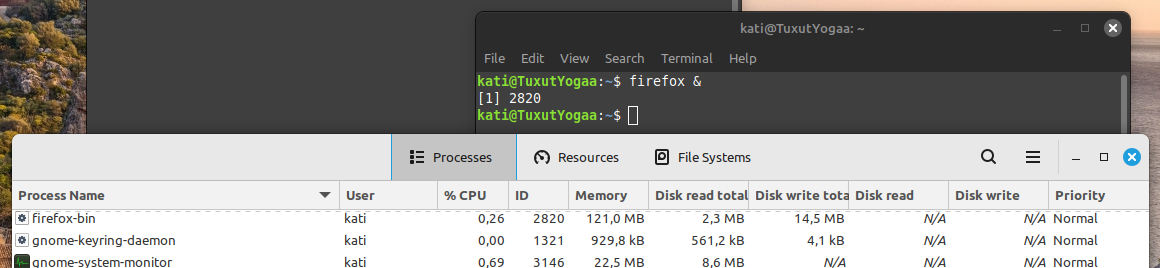 kati@TuxutYogaa: ~
File Edit View Search Terminal Help
kati@TuxutYogaa:~$ firefox &
[1] 2820
kati@TuxutYogaa:~$
Processes Resources File Systems
Process Name User % CPU ID Memory Disk read total Disk write tota Disk read Disk write Priority
firefox-bin kati 0,26 2820 121,0 MB 2,3 MB 14,5 MB N/A N/A Normal
gnome-keyring-daemon kati 0,00 1321 929,8 kB 561,2 kB 4,1 kB N/A N/A Normal
gnome-system-monitor kati 0,69 3146 22,5 MB 8,6 MB N/A N/A N/A Normal